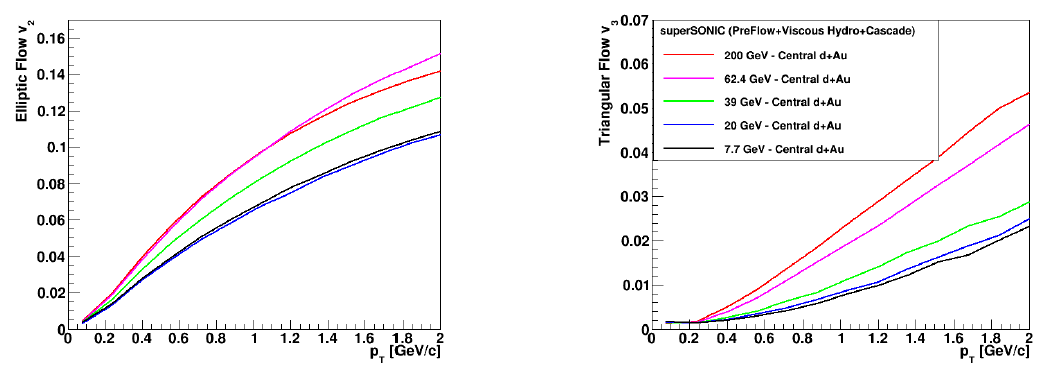 Elliptic Flow v2
0.16
0.14
0.12
0.1
0.08
0.06
0.04
0.02
0
0 0.2 0.4 0.6 0.8 1 1.2 1.4 1.6 1.8 2
pT [GeV/c]
Triangular Flow v3
0.07
0.06
0.05
0.04
0.03
0.02
0.01
0
superSONIC (PreFlow+Viscous Hydro+Cascade)
200 GeV - Central d+Au
62.4 GeV - Central d+Au
39 GeV - Central d+Au
20 GeV - Central d+Au
7.7 GeV - Central d+Au
0 0.2 0.4 0.6 0.8 1 1.2 1.4 1.6 1.8 2
pT [GeV/c]